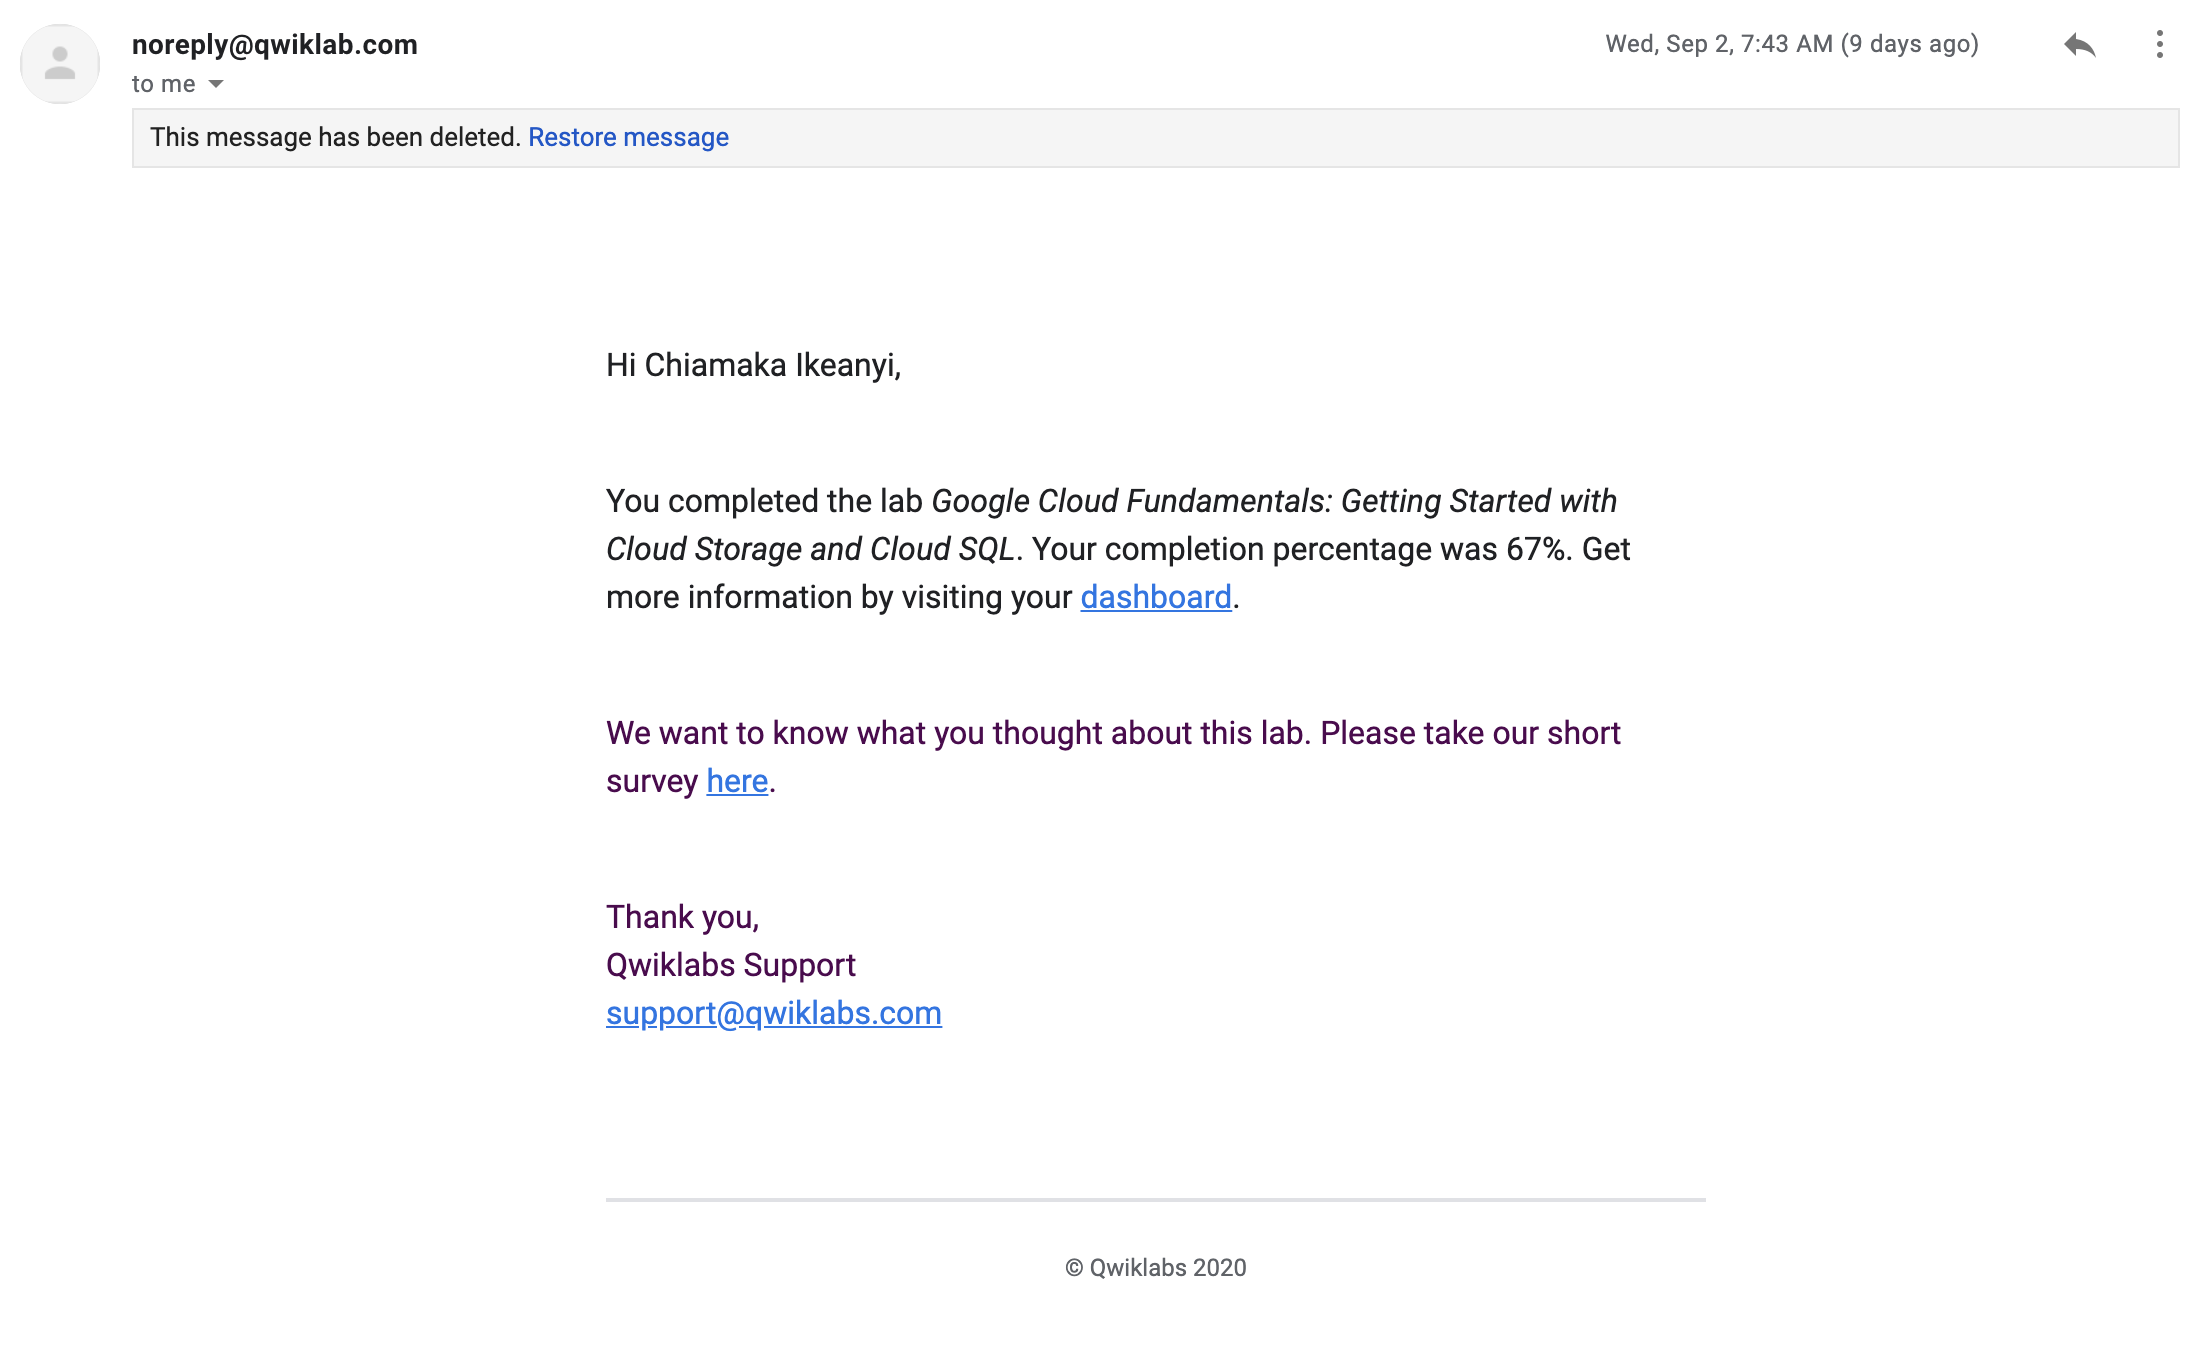 noreply@qwiklab.com
Wed, Sep 2, 7:43 AM (9 days ago)
to me
This message has been deleted. Restore message
Hi Chiamaka Ikeanyi,
You completed the lab Google Cloud Fundamentals: Getting Started with
Cloud Storage and Cloud SQL. Your completion percentage was 67%. Get
more information by visiting your dashboard.
We want to know what you thought about this lab. Please take our short
survey here.
Thank you,
Qwiklabs Support
support@qwiklabs.com
© Qwiklabs 2020